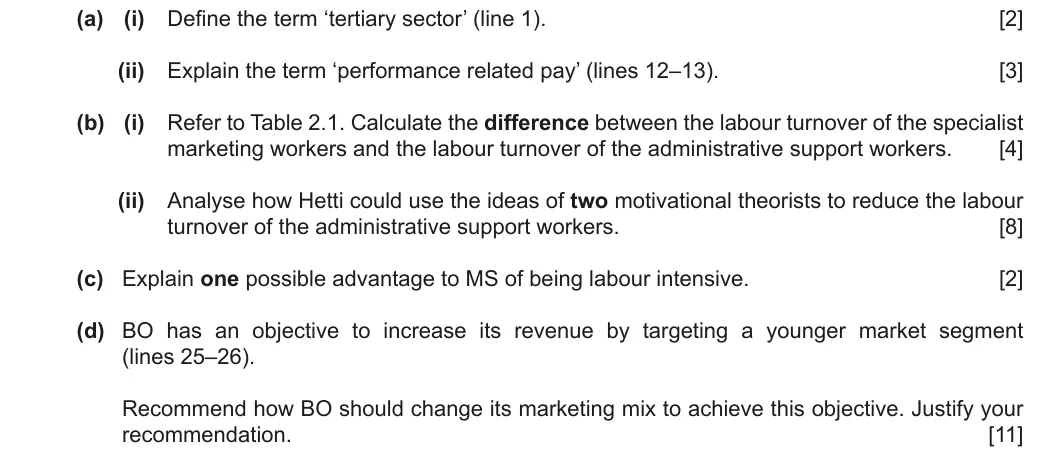 (a) (i) Define the term ‘tertiary sector’ (line 1). [2]
(ii) Explain the term ‘performance related pay’ (lines 12–13). [3]
(b) (i) Refer to Table 2.1. Calculate the difference between the labour turnover of the specialist
marketing workers and the labour turnover of the administrative support workers. [4]
(ii) Analyse how Hetti could use the ideas of two motivational theorists to reduce the labour
turnover of the administrative support workers. [8]
(c) Explain one possible advantage to MS of being labour intensive. [2]
(d) BO has an objective to increase its revenue by targeting a younger market segment
(lines 25–26).
Recommend how BO should change its marketing mix to achieve this objective. Justify your
recommendation. [11]